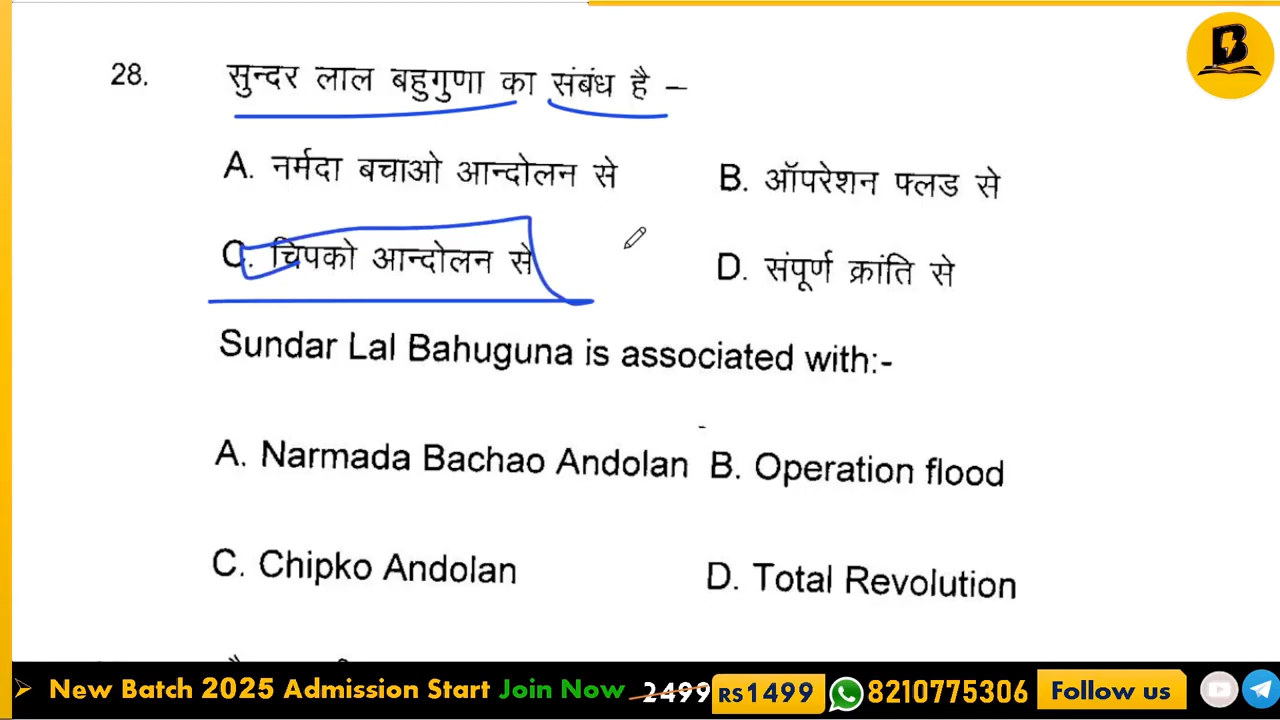 B
28. सुन्दर लाल बहुगुणा का संबंध है –
A. नर्मदा बचाओ आन्दोलन से B. ऑपरेशन फ्लड से
C. चिपको आन्दोलन से D. संपूर्ण क्रांति से
Sundar Lal Bahuguna is associated with:-
A. Narmada Bachao Andolan B. Operation flood
C. Chipko Andolan D. Total Revolution
New Batch 2025 Admission Start Join Now 2499 RS 1499 8210775306 Follow us